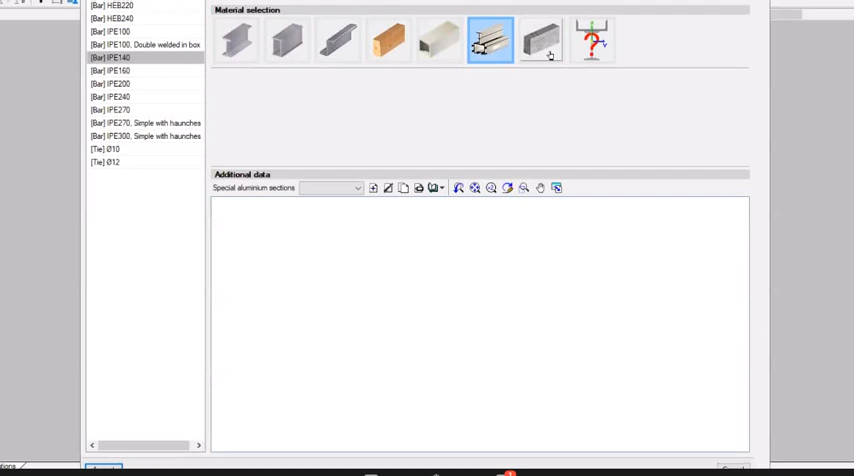 [Bar] HEB220
[Bar] HEB240
[Bar] IPE100
[Bar] IPE100, Double welded in box
[Bar] IPE140
[Bar] IPE160
[Bar] IPE200
[Bar] IPE240
[Bar] IPE270
[Bar] IPE270, Simple with haunches
[Bar] IPE300, Simple with haunches
[Tie] Ø10
[Tie] Ø12
Material selection
Additional data
Special aluminium sections